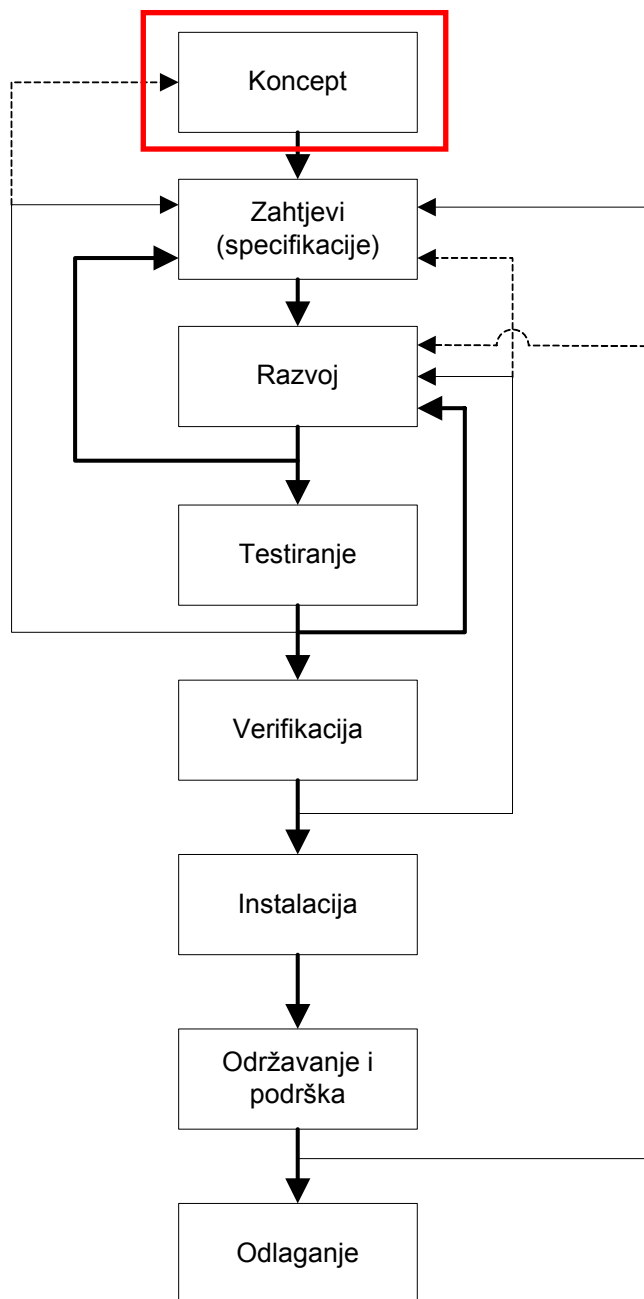 Koncept
Zahtjevi
(specifikacije)
Razvoj
Testiranje
Verifikacija
Instalacija
Održavanje i
podrška
Odlaganje